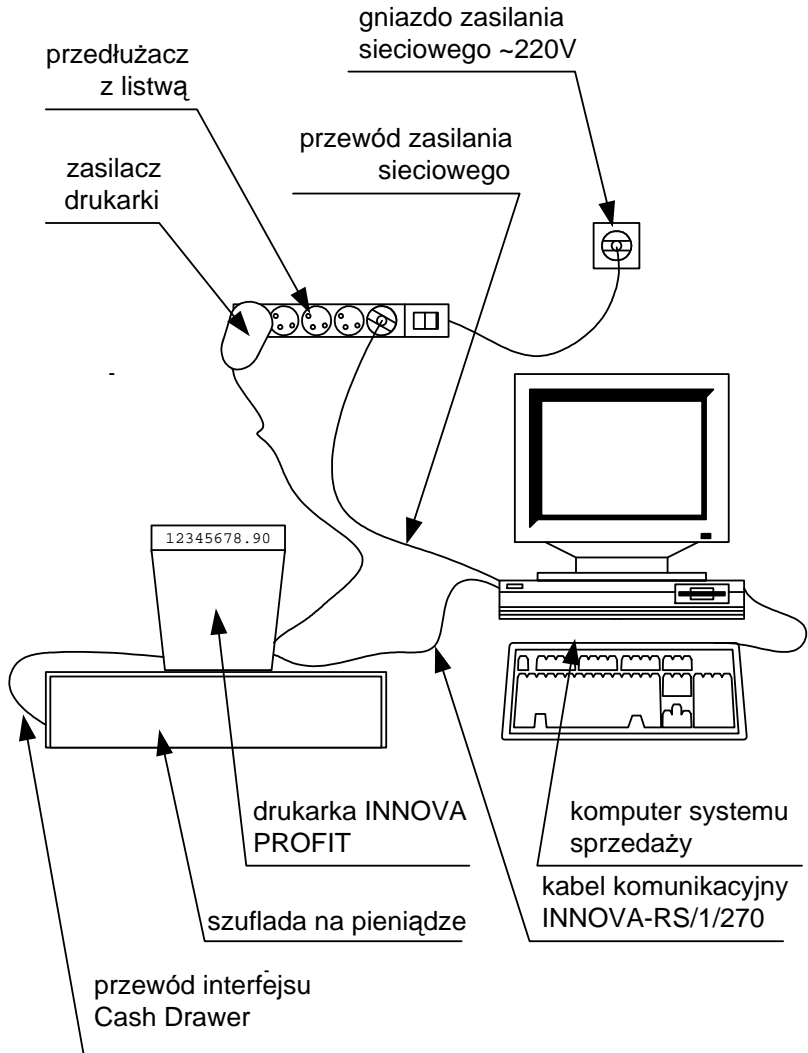 gniazdo zasilania
sieciowego ~220V
przedłużacz
z listwą
przewód zasilania
sieciowego
zasilacz
drukarki
12345678.90
drukarka INNOVA
PROFIT
komputer systemu
sprzedaży
kabel komunikacyjny
INNOVA-RS/1/270
szuflada na pieniądze
przewód interfejsu
Cash Drawer